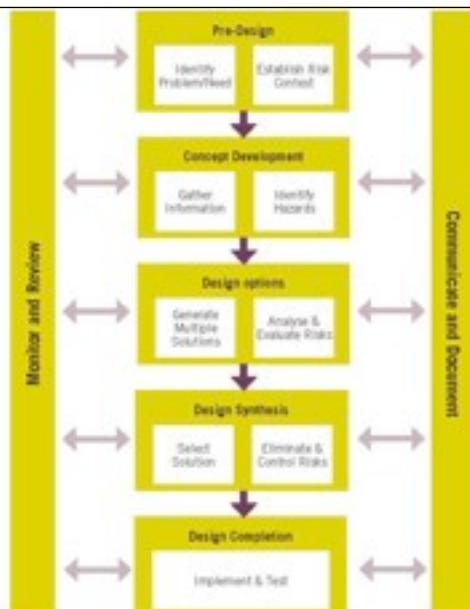 Pre-Design
Identify
Problem/Need
Establish Risk
Context
Concept Development
Gather
Information
Identify
Hazards
Design options
Generate
Multiple
Solutions
Analyse &
Evaluate Risks
Design Synthesis
Select
Solution
Eliminate &
Control Risks
Design Completion
Implement & Test
Monitor and Review
Communicate and Document